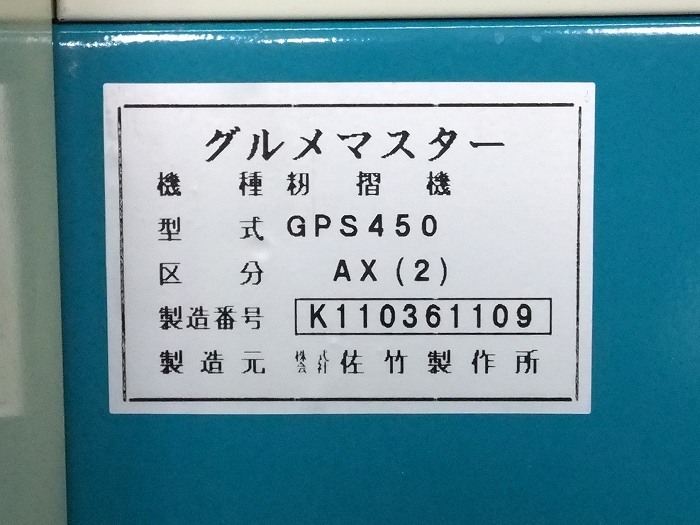 グルメマスター
機種 籾摺機
型式 GPS450
区分 AX(2)
製造番号 K110361109
製造元 株式会社 佐竹製作所